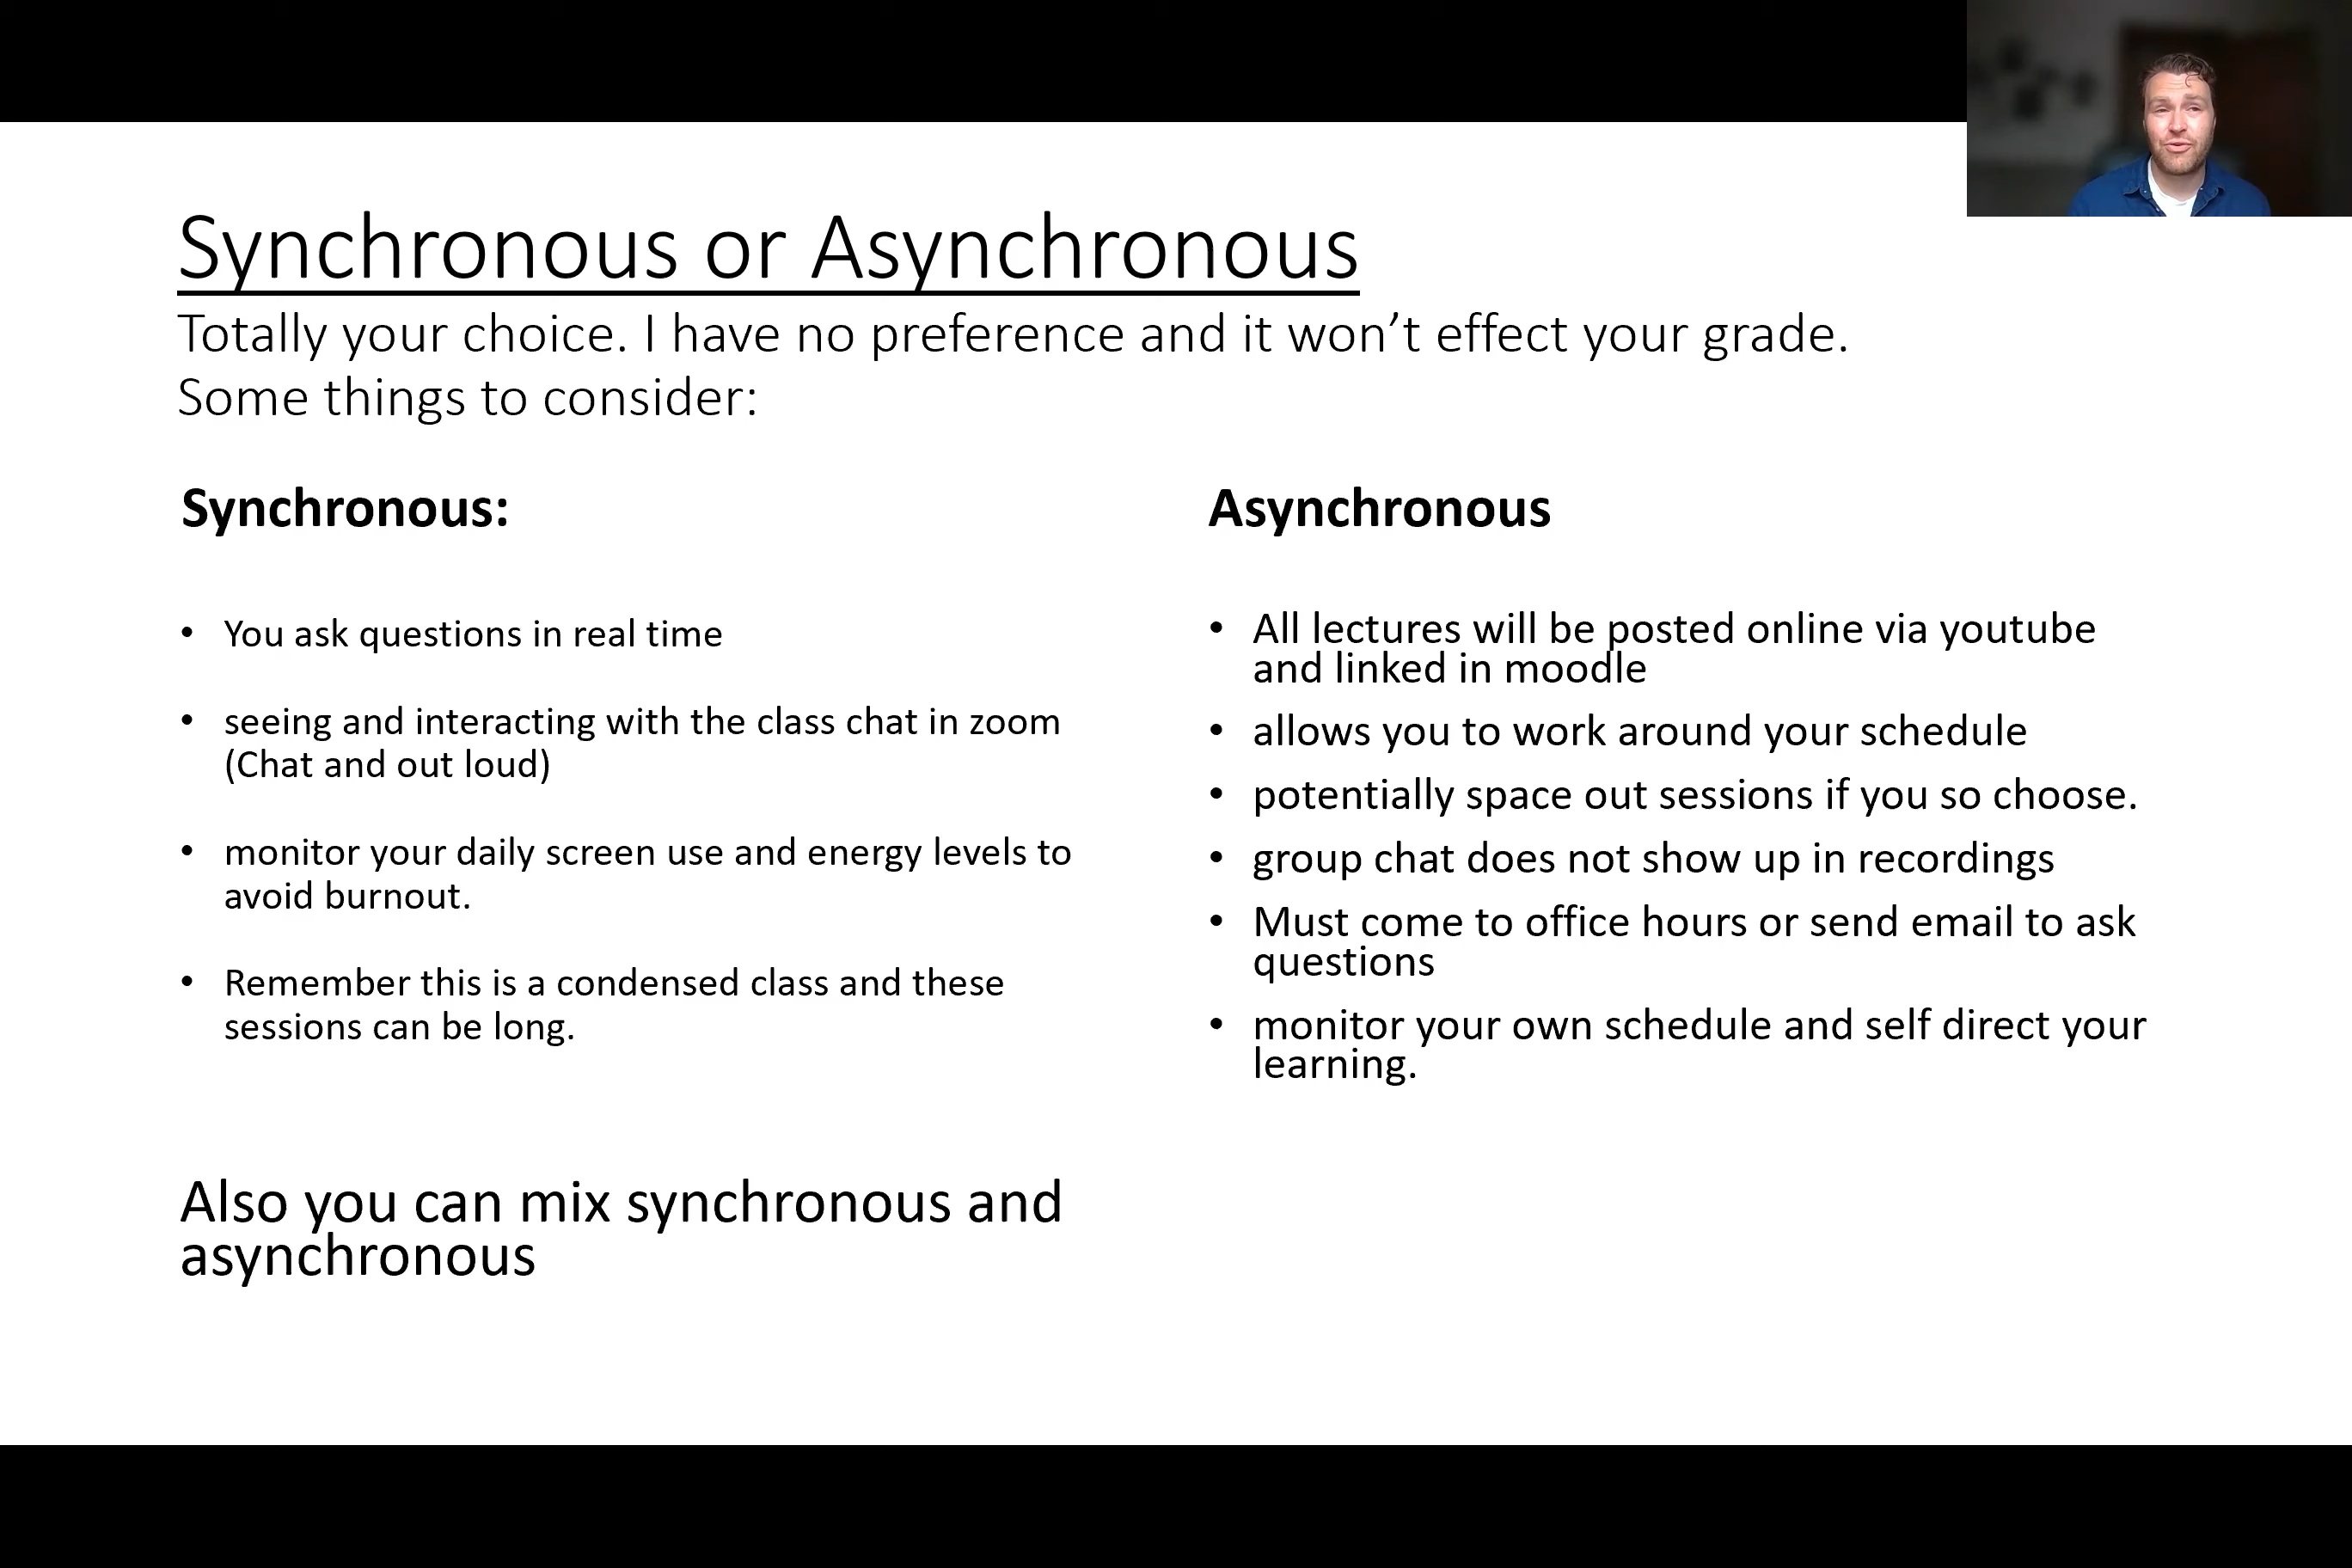 Synchronous or Asynchronous
Totally your choice. I have no preference and it won’t effect your grade.
Some things to consider:
Synchronous:
• You ask questions in real time
• seeing and interacting with the class chat in zoom
(Chat and out loud)
• monitor your daily screen use and energy levels to
avoid burnout.
• Remember this is a condensed class and these
sessions can be long.
Also you can mix synchronous and
asynchronous
Asynchronous
• All lectures will be posted online via youtube
and linked in moodle
• allows you to work around your schedule
• potentially space out sessions if you so choose.
• group chat does not show up in recordings
• Must come to office hours or send email to ask
questions
• monitor your own schedule and self direct your
learning.